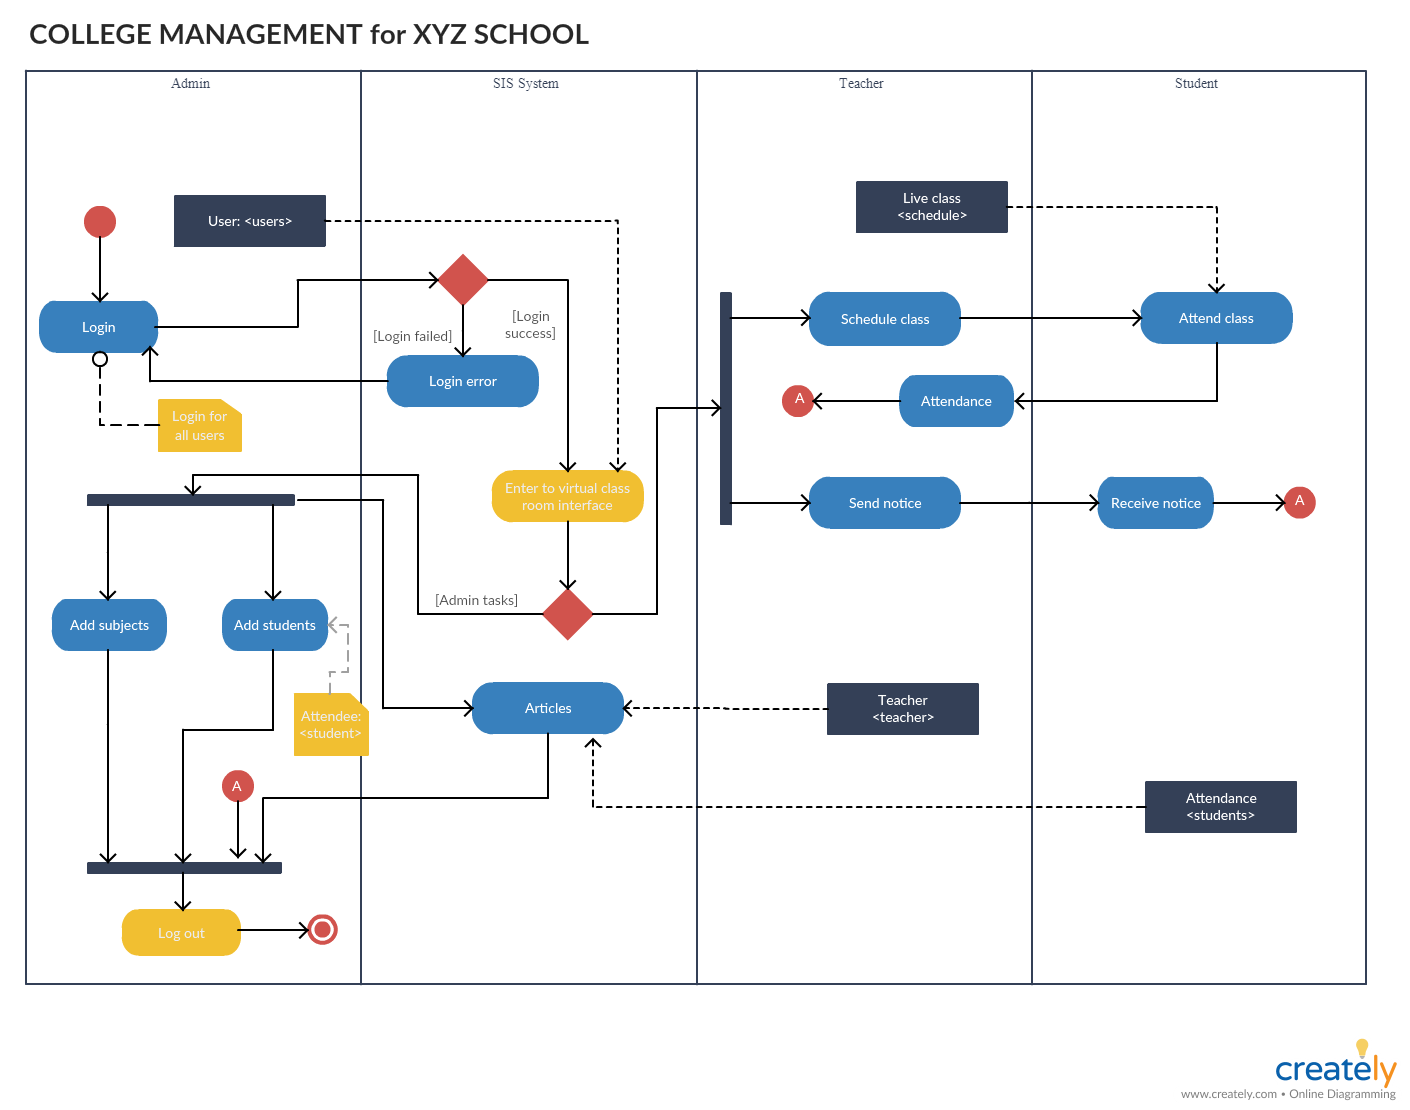 COLLEGE MANAGEMENT for XYZ SCHOOL
Admin
SIS System
Teacher
Student
User: <users>
Live class
<schedule>
Login
[Login failed]
[Login
success]
Schedule class
Attend class
Login error
A
Attendance
Login for
all users
Enter to virtual class
room interface
Send notice
Receive notice
A
[Admin tasks]
Add subjects
Add students
Attendee:
<student>
Articles
Teacher
<teacher>
A
Attendance
<students>
Log out
creately
www.creately.com • Online Diagramming